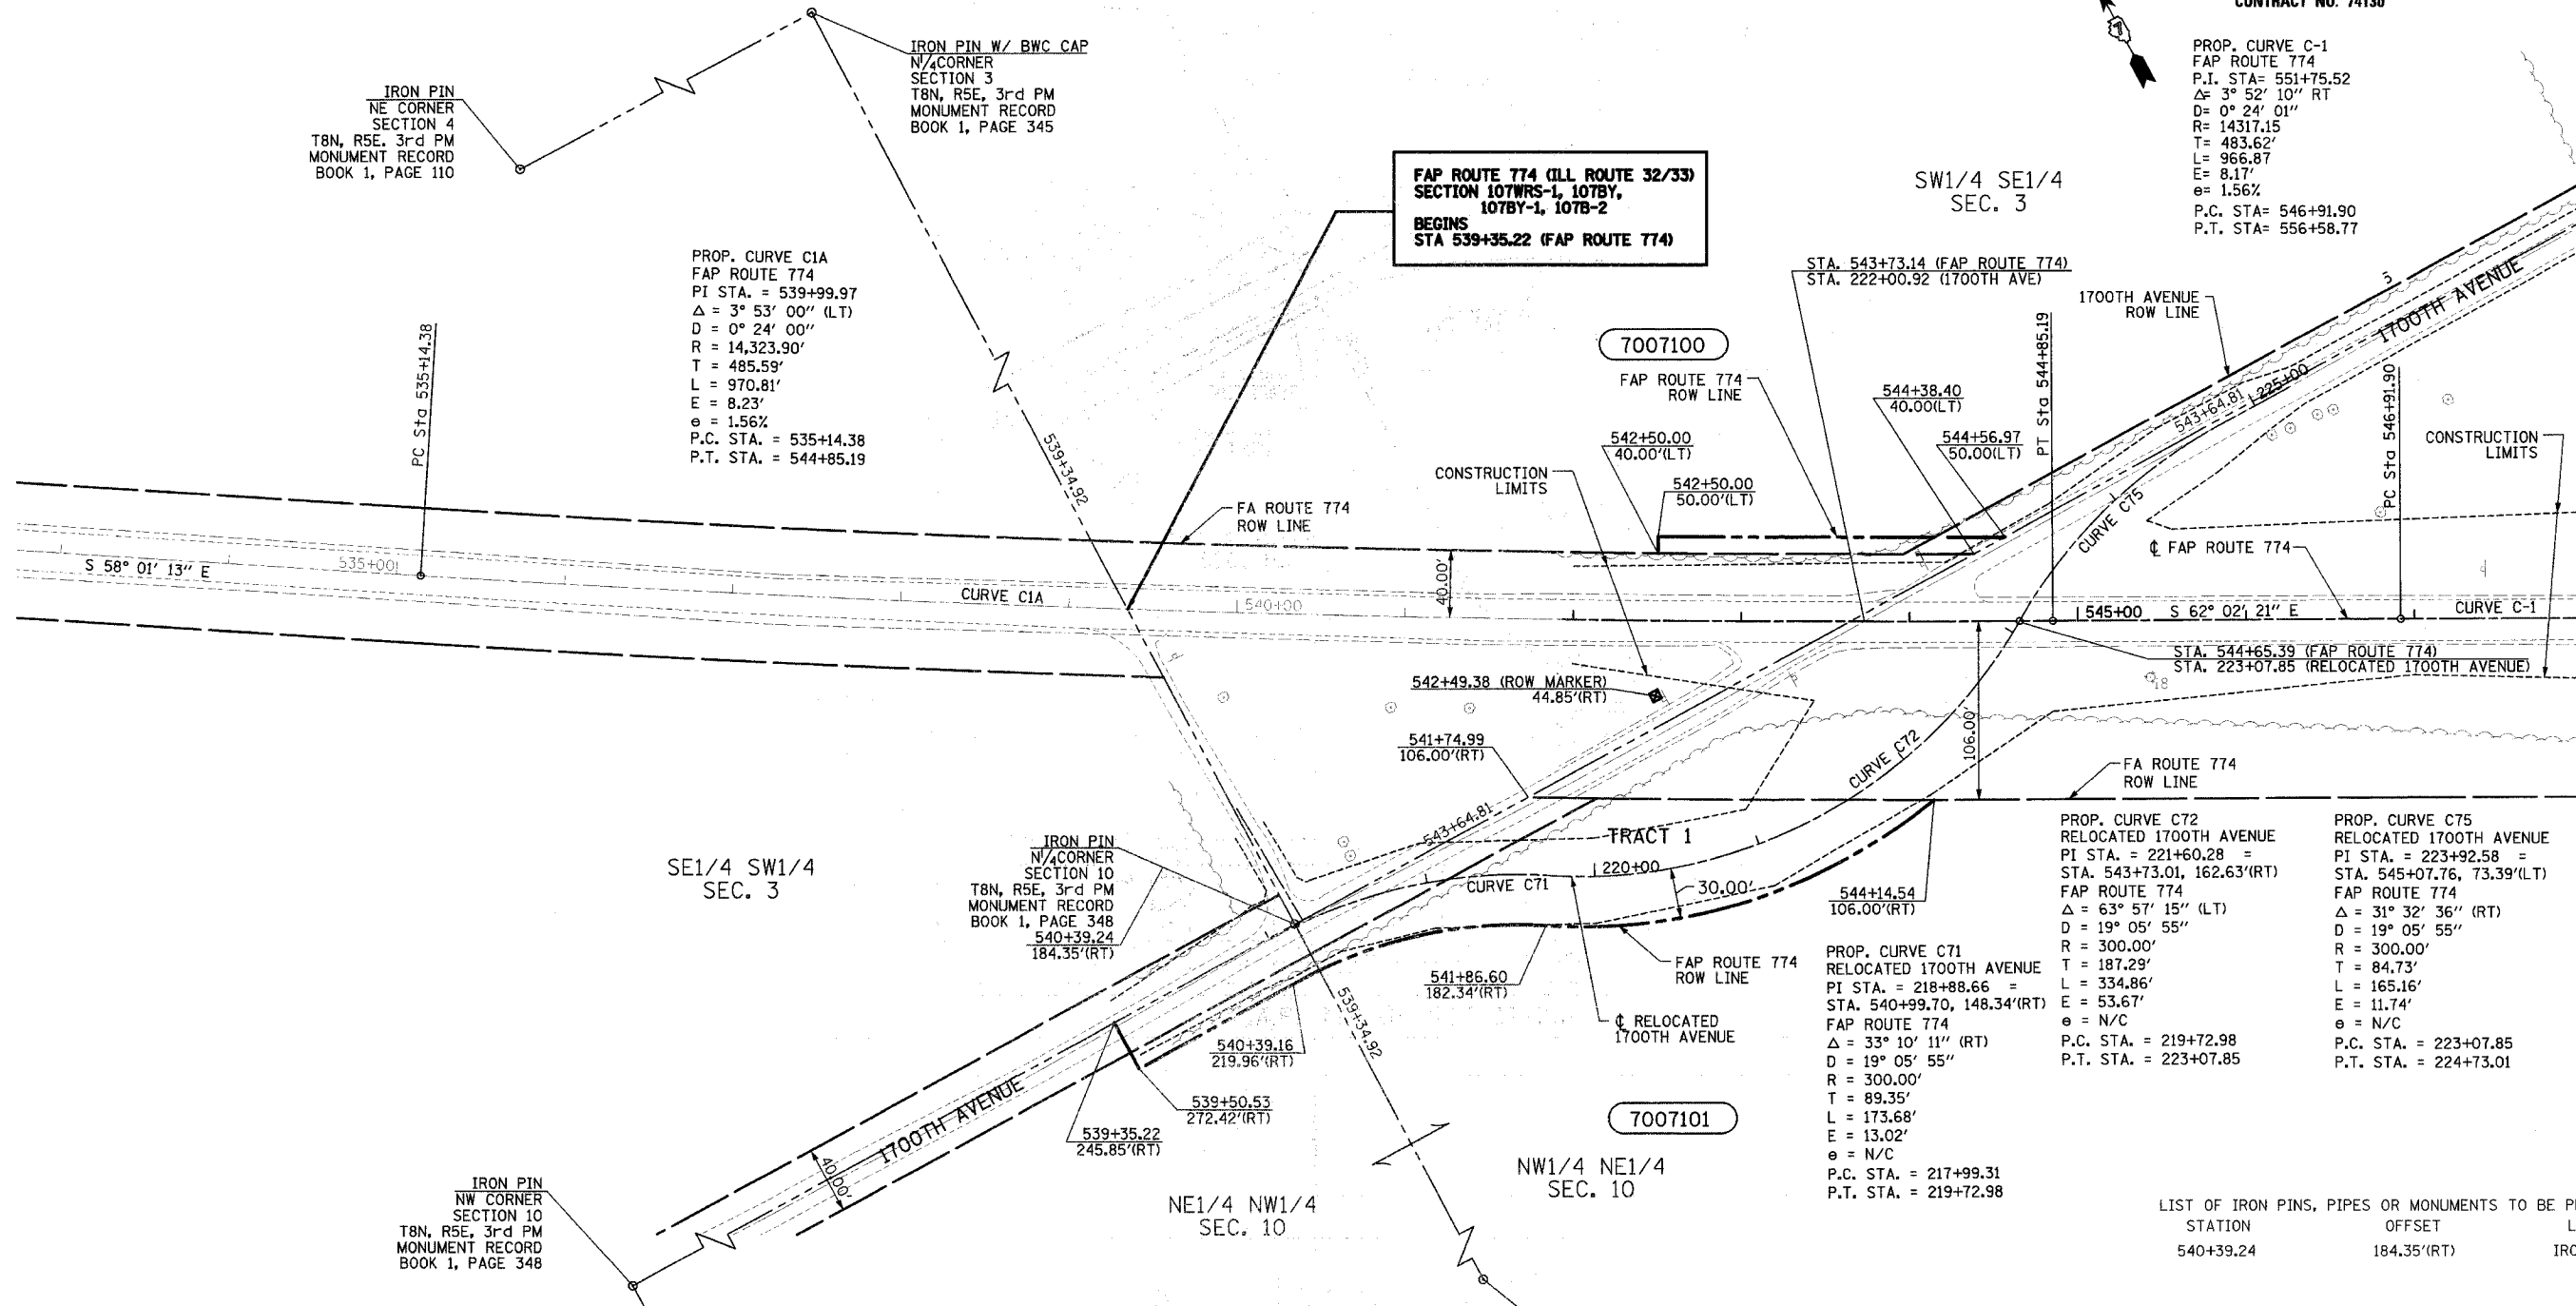 CONTRACT NO. 74130
IRON PIN W/ BWC CAP
N1/4CORNER
SECTION 3
T8N, R5E, 3rd PM
MONUMENT RECORD
BOOK 1, PAGE 345
IRON PIN
NE CORNER
SECTION 4
T8N, R5E. 3rd PM
MONUMENT RECORD
BOOK 1, PAGE 110
PROP. CURVE C-1
FAP ROUTE 774
P.I. STA= 551+75.52
Δ= 3° 52' 10" RT
D= 0° 24' 01"
R= 14317.15
T= 483.62'
L= 966.87
E= 8.17'
e= 1.56%
P.C. STA= 546+91.90
P.T. STA= 556+58.77
FAP ROUTE 774 (ILL ROUTE 32/33)
SECTION 107WRS-1, 107BY,
107BY-1, 107B-2
BEGINS
STA 539+35.22 (FAP ROUTE 774)
SW1/4 SE1/4
SEC. 3
PROP. CURVE C1A
FAP ROUTE 774
PI STA. = 539+99.97
Δ = 3° 53' 00" (LT)
D = 0° 24' 00"
R = 14,323.90'
T = 485.59'
L = 970.81'
E = 8.23'
e = 1.56%
P.C. STA. = 535+14.38
P.T. STA. = 544+85.19
PC Sta 535+14.38
539+34.92
STA. 543+73.14 (FAP ROUTE 774)
STA. 222+00.92 (1700TH AVE)
1700TH AVENUE
ROW LINE
1700TH AVENUE
7007100
FAP ROUTE 774
ROW LINE
PT Sta 544+85.19
PC Sta 546+91.90
544+38.40
40.00(LT)
544+56.97
50.00(LT)
543+64.81
225+00
542+50.00
40.00'(LT)
542+50.00
50.00'(LT)
CONSTRUCTION
LIMITS
CONSTRUCTION
LIMITS
FA ROUTE 774
ROW LINE
CURVE C75
℄ FAP ROUTE 774
S 58° 01' 13" E
535+00
CURVE C1A
540+00
40.00'
545+00
S 62° 02' 21" E
CURVE C-1
STA. 544+65.39 (FAP ROUTE 774)
STA. 223+07.85 (RELOCATED 1700TH AVENUE)
18
542+49.38 (ROW MARKER)
44.85'(RT)
541+74.99
106.00'(RT)
CURVE C72
106.00'
FA ROUTE 774
ROW LINE
543+64.81
TRACT 1
SE1/4 SW1/4
SEC. 3
IRON PIN
N1/4CORNER
SECTION 10
T8N, R5E, 3rd PM
MONUMENT RECORD
BOOK 1, PAGE 348
540+39.24
184.35'(RT)
CURVE C71
220+00
30.00'
544+14.54
106.00'(RT)
PROP. CURVE C72
RELOCATED 1700TH AVENUE
PI STA. = 221+60.28 =
STA. 543+73.01, 162.63'(RT)
FAP ROUTE 774
Δ = 63° 57' 15" (LT)
D = 19° 05' 55"
R = 300.00'
T = 187.29'
L = 334.86'
E = 53.67'
e = N/C
P.C. STA. = 219+72.98
P.T. STA. = 223+07.85
PROP. CURVE C75
RELOCATED 1700TH AVENUE
PI STA. = 223+92.58 =
STA. 545+07.76, 73.39'(LT)
FAP ROUTE 774
Δ = 31° 32' 36" (RT)
D = 19° 05' 55"
R = 300.00'
T = 84.73'
L = 165.16'
E = 11.74'
e = N/C
P.C. STA. = 223+07.85
P.T. STA. = 224+73.01
PROP. CURVE C71
RELOCATED 1700TH AVENUE
PI STA. = 218+88.66 =
STA. 540+99.70, 148.34'(RT)
FAP ROUTE 774
Δ = 33° 10' 11" (RT)
D = 19° 05' 55"
R = 300.00'
T = 89.35'
L = 173.68'
E = 13.02'
e = N/C
P.C. STA. = 217+99.31
P.T. STA. = 219+72.98
541+86.60
182.34'(RT)
FAP ROUTE 774
ROW LINE
℄ RELOCATED
1700TH AVENUE
540+39.16
219.96'(RT)
539+34.92
539+50.53
272.42'(RT)
539+35.22
245.85'(RT)
1700TH AVENUE
40.00'
7007101
NW1/4 NE1/4
SEC. 10
NE1/4 NW1/4
SEC. 10
IRON PIN
NW CORNER
SECTION 10
T8N, R5E, 3rd PM
MONUMENT RECORD
BOOK 1, PAGE 348
LIST OF IRON PINS, PIPES OR MONUMENTS TO BE
STATION OFFSET
540+39.24 184.35'(RT)